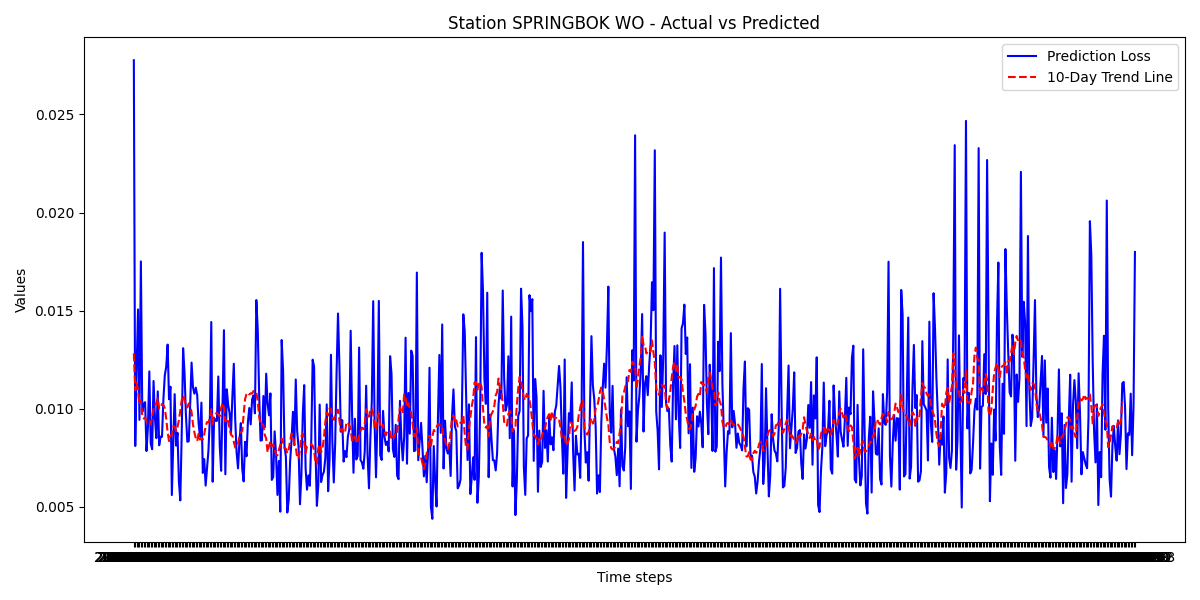 Station SPRINGBOK WO - Actual vs Predicted
Prediction Loss
10-Day Trend Line
Values
0.025
0.020
0.015
0.010
0.005
Time steps